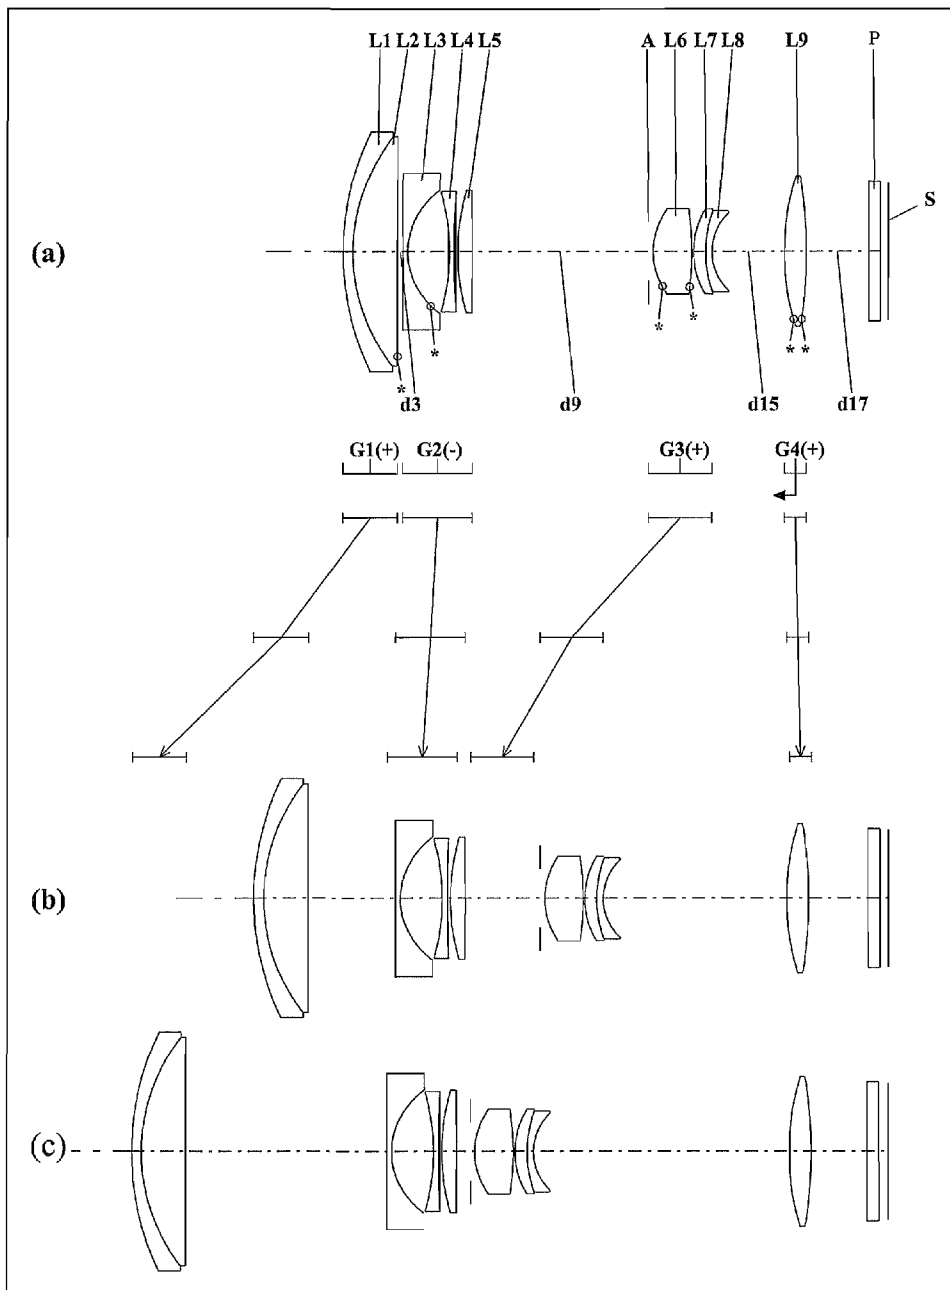 L1 L2 L3 L4 L5 A L6 L7 L8 L9 P
S
(a)
* * * * * *
d3 d9 d15 d17
G1(+) G2(-) G3(+) G4(+)
(b)
(c)